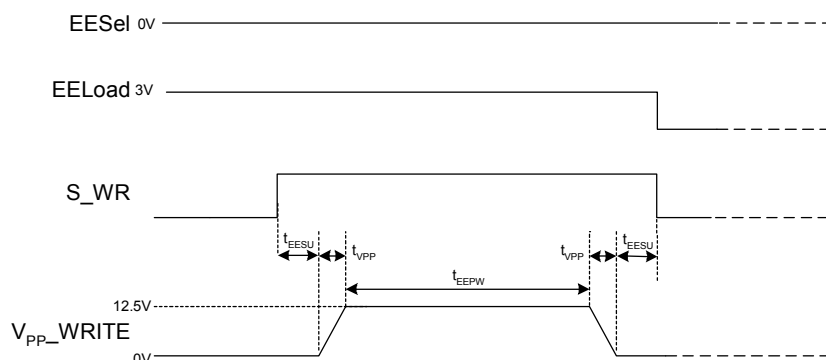 EESel 0V
EELoad 3V
S_WR
tEESU tVPP tVPP tEESU
tEEPW
12.5V
VPP_WRITE
0V